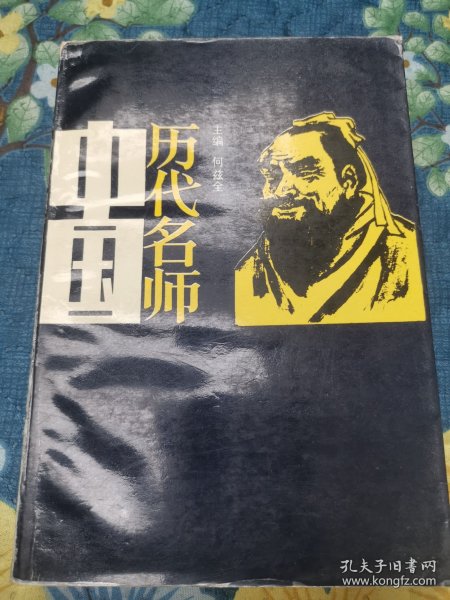 中国
历代名师
主编 何兹全
孔夫子旧书网
www.kongfz.com